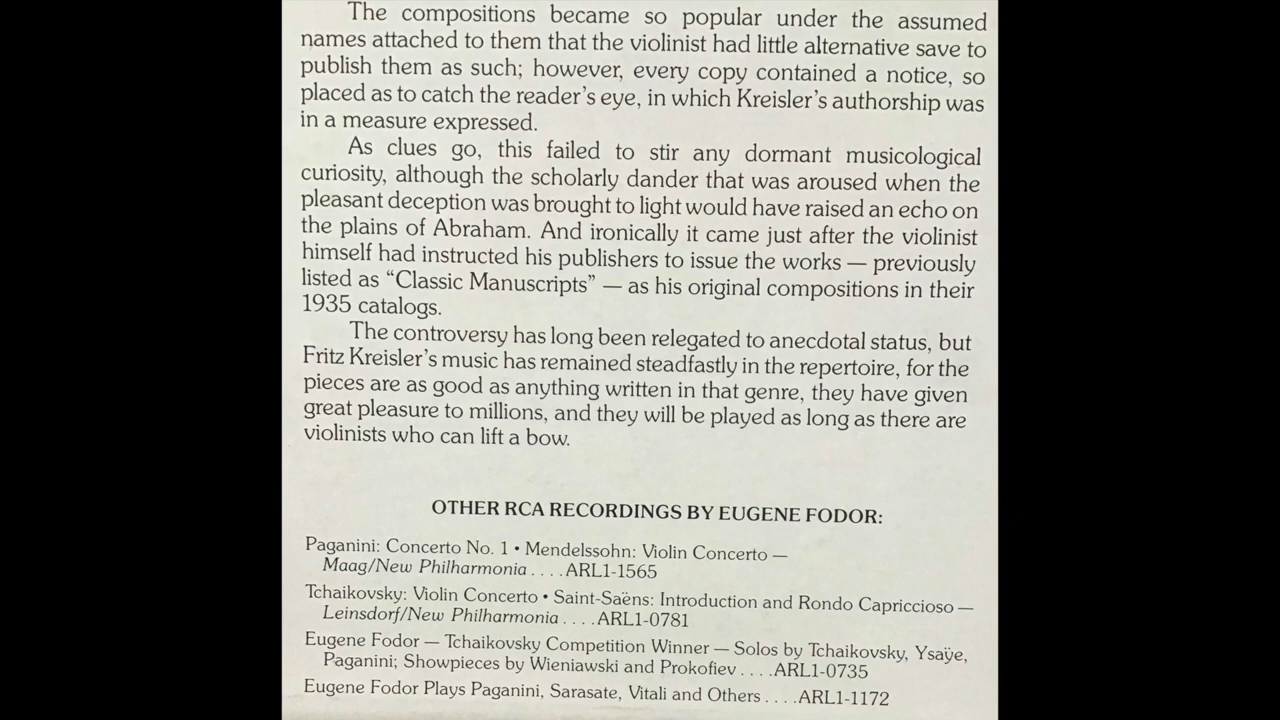 The compositions became so popular under the assumed
names attached to them that the violinist had little alternative save to
publish them as such; however, every copy contained a notice, so
placed as to catch the reader's eye, in which Kreisler's authorship was
in a measure expressed.
As clues go, this failed to stir any dormant musicological
curiosity, although the scholarly dander that was aroused when the
pleasant deception was brought to light would have raised an echo on
the plains of Abraham. And ironically it came just after the violinist
himself had instructed his publishers to issue the works — previously
listed as “Classic Manuscripts” — as his original compositions in their
1935 catalogs.
The controversy has long been relegated to anecdotal status, but
Fritz Kreisler's music has remained steadfastly in the repertoire, for the
pieces are as good as anything written in that genre, they have given
great pleasure to millions, and they will be played as long as there are
violinists who can lift a bow.
OTHER RCA RECORDINGS BY EUGENE FODOR:
Paganini: Concerto No. 1 • Mendelssohn: Violin Concerto —
Maag/New Philharmonia . . . . ARL1-1565
Tchaikovsky: Violin Concerto • Saint-Saëns: Introduction and Rondo Capriccioso —
Leinsdorf/New Philharmonia . . . . ARL1-0781
Eugene Fodor — Tchaikovsky Competition Winner — Solos by Tchaikovsky, Ysaÿe,
Paganini; Showpieces by Wieniawski and Prokofiev . . . . ARL1-0735
Eugene Fodor Plays Paganini, Sarasate, Vitali and Others . . . . ARL1-1172